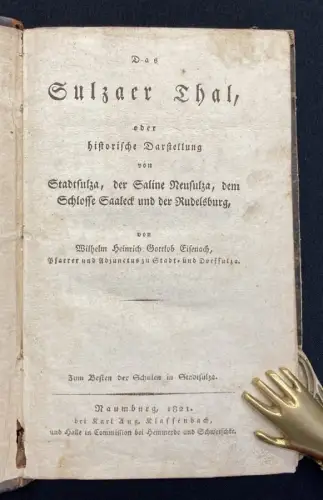 Das
Sulzaer Thal,
oder
historische Darstellung
von
Stadtsulza, der Saline Neusulza, dem
Schlosse Saaleck und der Rudelsburg,
von
Wilhelm Heinrich Gottlob Eisenach,
Pfarrer und Adjunctus zu Stadt- und Dorfsulza.
Zum Besten der Schulen in Stadtsulza.
Naumburg, 1801.
bei Karl Aug. Klaffenbach,
und Halle in Commission bei Hemmerde und Schwetschke.